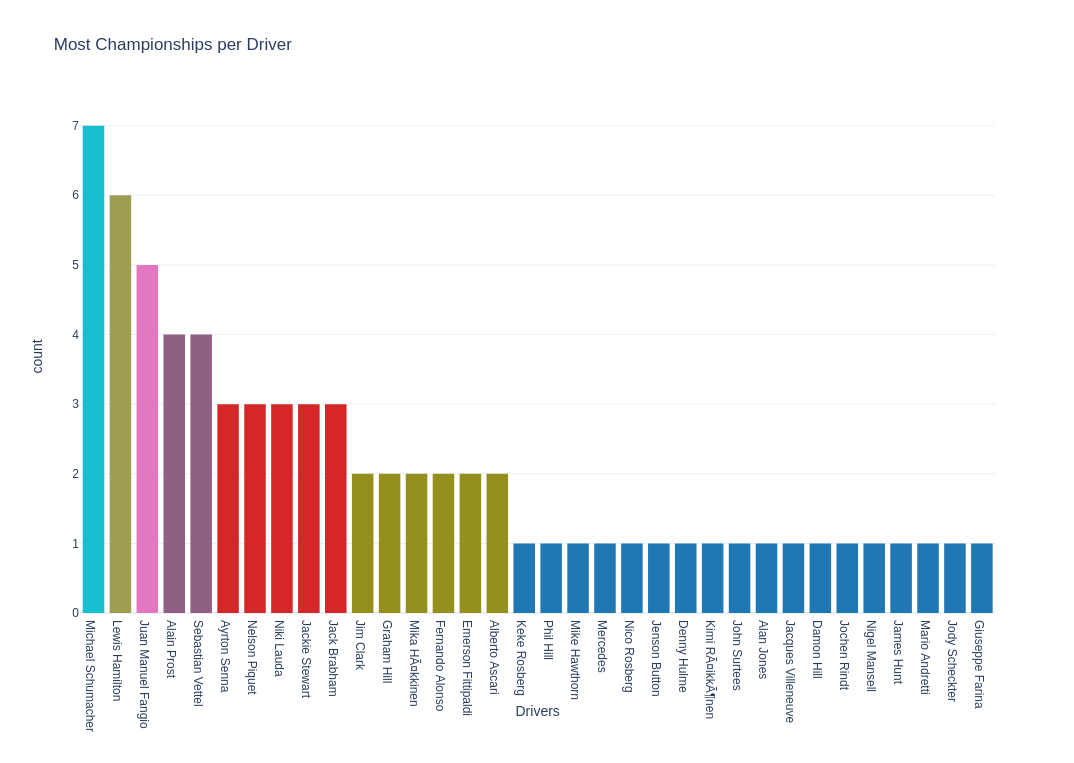 Most Championships per Driver
count
7
6
5
4
3
2
1
0
Michael Schumacher
Lewis Hamilton
Juan Manuel Fangio
Alain Prost
Sebastian Vettel
Ayrton Senna
Nelson Piquet
Niki Lauda
Jackie Stewart
Jack Brabham
Jim Clark
Graham Hill
Mika HÃ¤kkinen
Fernando Alonso
Emerson Fittipaldi
Alberto Ascari
Keke Rosberg
Phil Hill
Mike Hawthorn
Mercedes
Nico Rosberg
Jenson Button
Denny Hulme
Kimi RÃ¤ikkÃ¶nen
John Surtees
Alan Jones
Jacques Villeneuve
Damon Hill
Jochen Rindt
Nigel Mansell
James Hunt
Mario Andretti
Jody Scheckter
Giuseppe Farina
Drivers